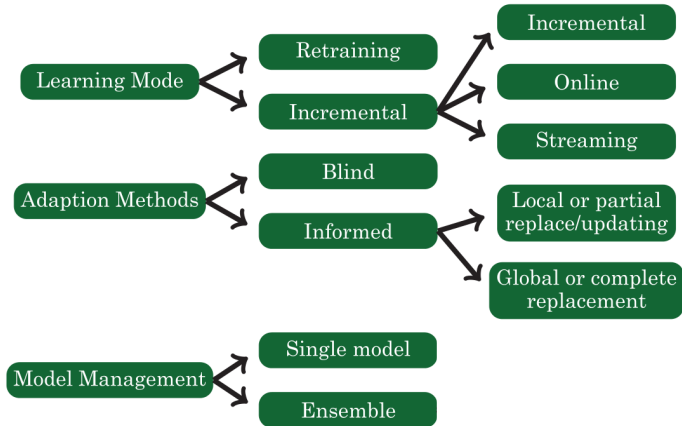 Learning Mode
Retraining
Incremental
Incremental
Online
Streaming
Adaption Methods
Blind
Informed
Local or partial
replace/updating
Global or complete
replacement
Model Management
Single model
Ensemble